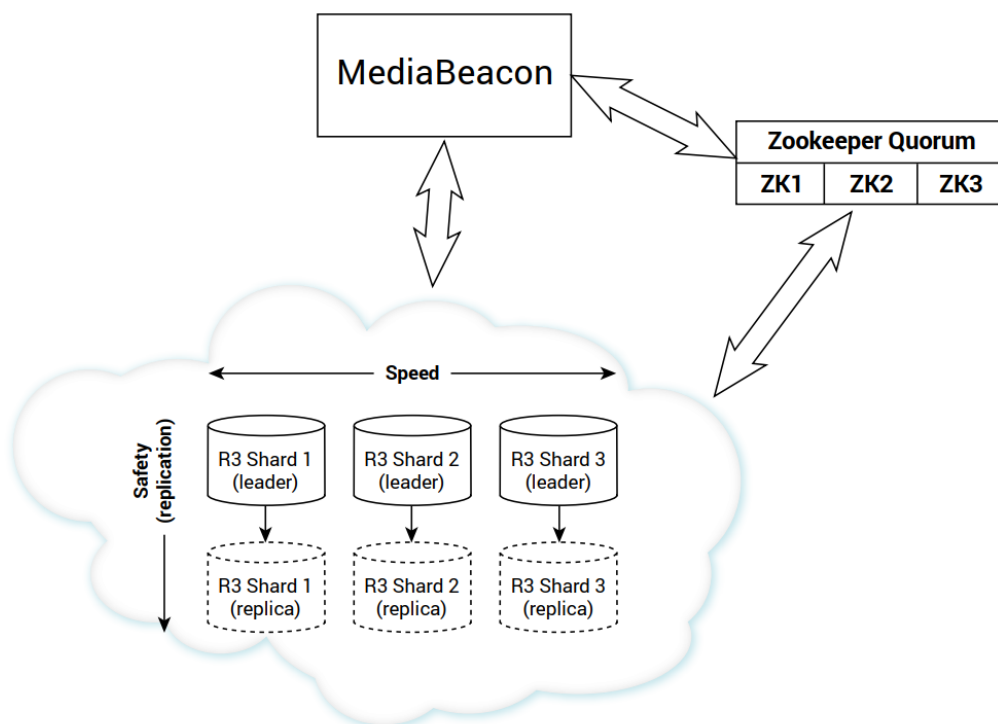 MediaBeacon
Zookeeper Quorum
ZK1 ZK2 ZK3
Speed
Safety
(replication)
R3 Shard 1
(leader)
R3 Shard 2
(leader)
R3 Shard 3
(leader)
R3 Shard 1
(replica)
R3 Shard 2
(replica)
R3 Shard 3
(replica)